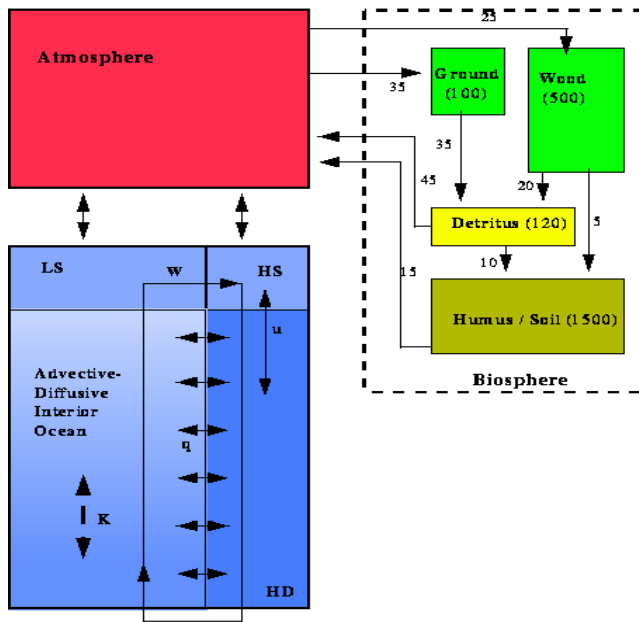 Atmosphere
25
35
Ground
(100)
Wood
(500)
35
45
20
5
Detritus (120)
10
15
Humus / Soil (1500)
Biosphere
LS
w
HS
u
Advective-
Diffusive
Interior
Ocean
q
K
HD